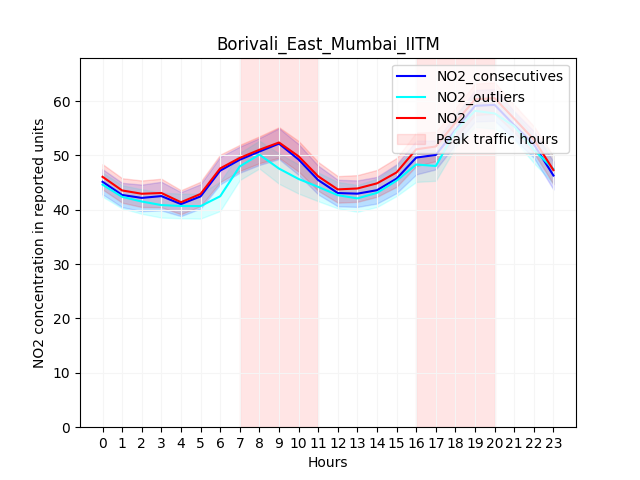 Borivali_East_Mumbai_IITM
NO2_consecutives
NO2_outliers
NO2
Peak traffic hours
NO2 concentration in reported units
60
50
40
30
20
10
0
0 1 2 3 4 5 6 7 8 9 10 11 12 13 14 15 16 17 18 19 20 21 22 23
Hours